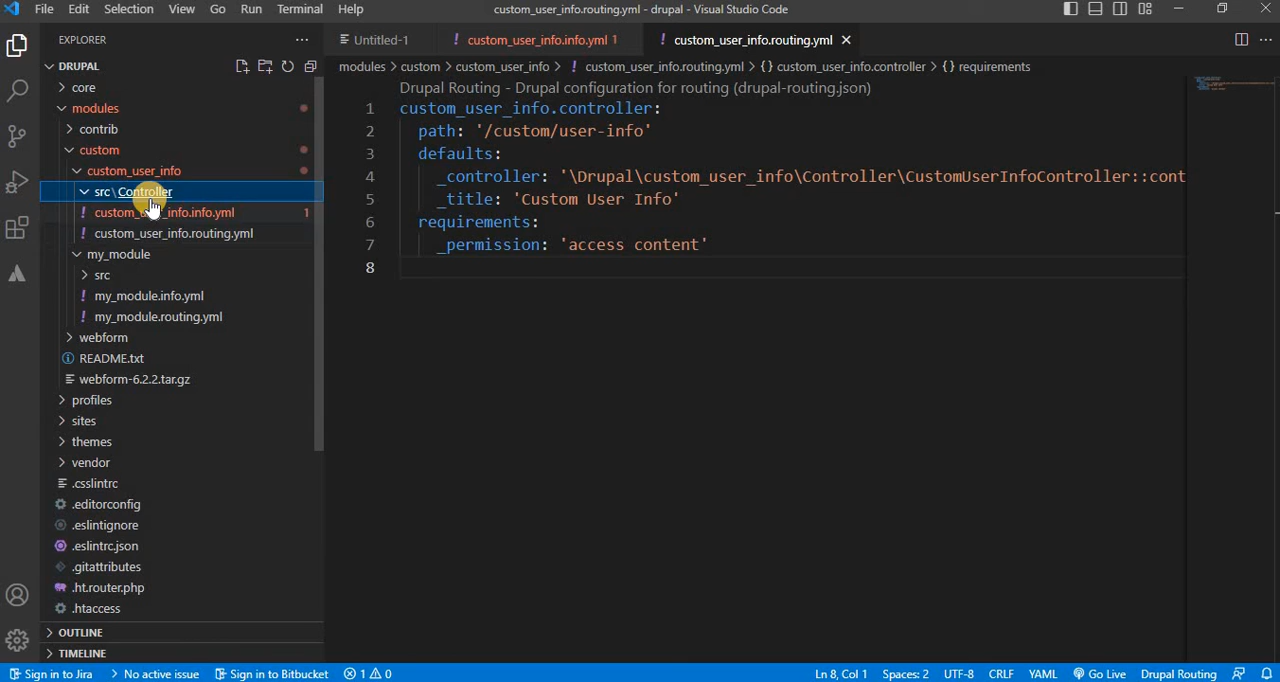 File Edit Selection View Go Run Terminal Help custom_user_info.routing.yml - drupal - Visual Studio Code
EXPLORER
Untitled-1 custom_user_info.info.yml 1 custom_user_info.routing.yml
DRUPAL
modules > custom > custom_user_info > custom_user_info.routing.yml > {} custom_user_info.controller > {} requirements
core
modules
contrib
custom
custom_user_info
src\Controller
info.info.yml 1
custom_user_info.routing.yml
my_module
src
my_module.info.yml
my_module.routing.yml
webform
README.txt
webform-6.2.2.tar.gz
profiles
sites
themes
vendor
.csslintrc
.editorconfig
.eslintignore
.eslintrc.json
.gitattributes
.ht.router.php
.htaccess
OUTLINE
TIMELINE
Drupal Routing - Drupal configuration for routing (drupal-routing.json)
1 custom_user_info.controller:
2 path: '/custom/user-info'
3 defaults:
4 _controller: '\Drupal\custom_user_info\Controller\CustomUserInfoController::cont
5 _title: 'Custom User Info'
6 requirements:
7 _permission: 'access content'
8
Sign in to Jira No active issue Sign in to Bitbucket 1 0 Ln 8, Col 1 Spaces: 2 UTF-8 CRLF YAML Go Live Drupal Routing